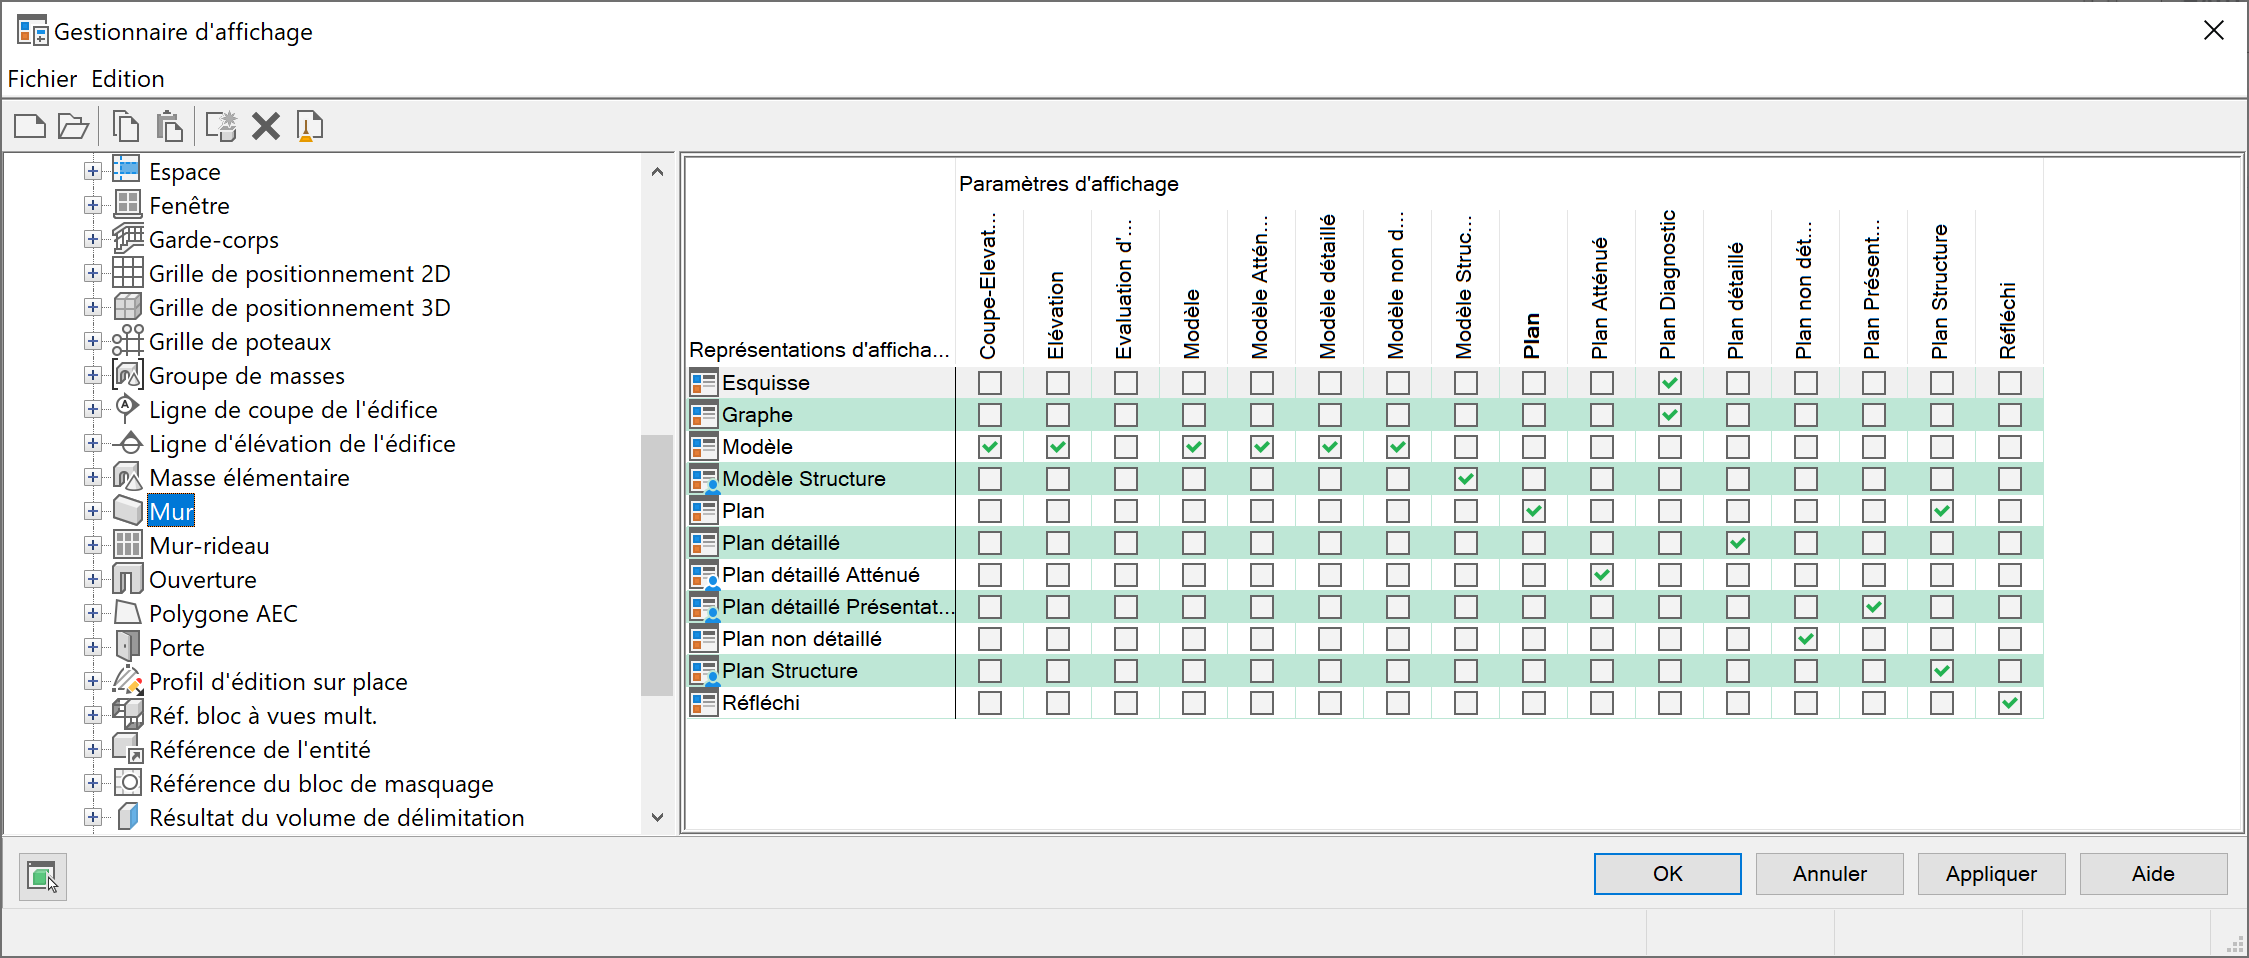 Gestionnaire d'affichage
Fichier Edition
Espace
Fenêtre
Garde-corps
Grille de positionnement 2D
Grille de positionnement 3D
Grille de poteaux
Groupe de masses
Ligne de coupe de l'édifice
Ligne d'élévation de l'édifice
Masse élémentaire
Mur
Mur-rideau
Ouverture
Polygone AEC
Porte
Profil d'édition sur place
Réf. bloc à vues mult.
Référence de l'entité
Référence du bloc de masquage
Résultat du volume de délimitation
Paramètres d'affichage
Représentations d'afficha...
Coupe-Elevat...
Elévation
Evaluation d'...
Modèle
Modèle Attén...
Modèle détaillé
Modèle non d...
Modèle Struc...
Plan
Plan Atténué
Plan Diagnostic
Plan détaillé
Plan non dét...
Plan Présent...
Plan Structure
Réfléchi
Esquisse
Graphe
Modèle
Modèle Structure
Plan
Plan détaillé
Plan détaillé Atténué
Plan détaillé Présentat...
Plan non détaillé
Plan Structure
Réfléchi
OK Annuler Appliquer Aide